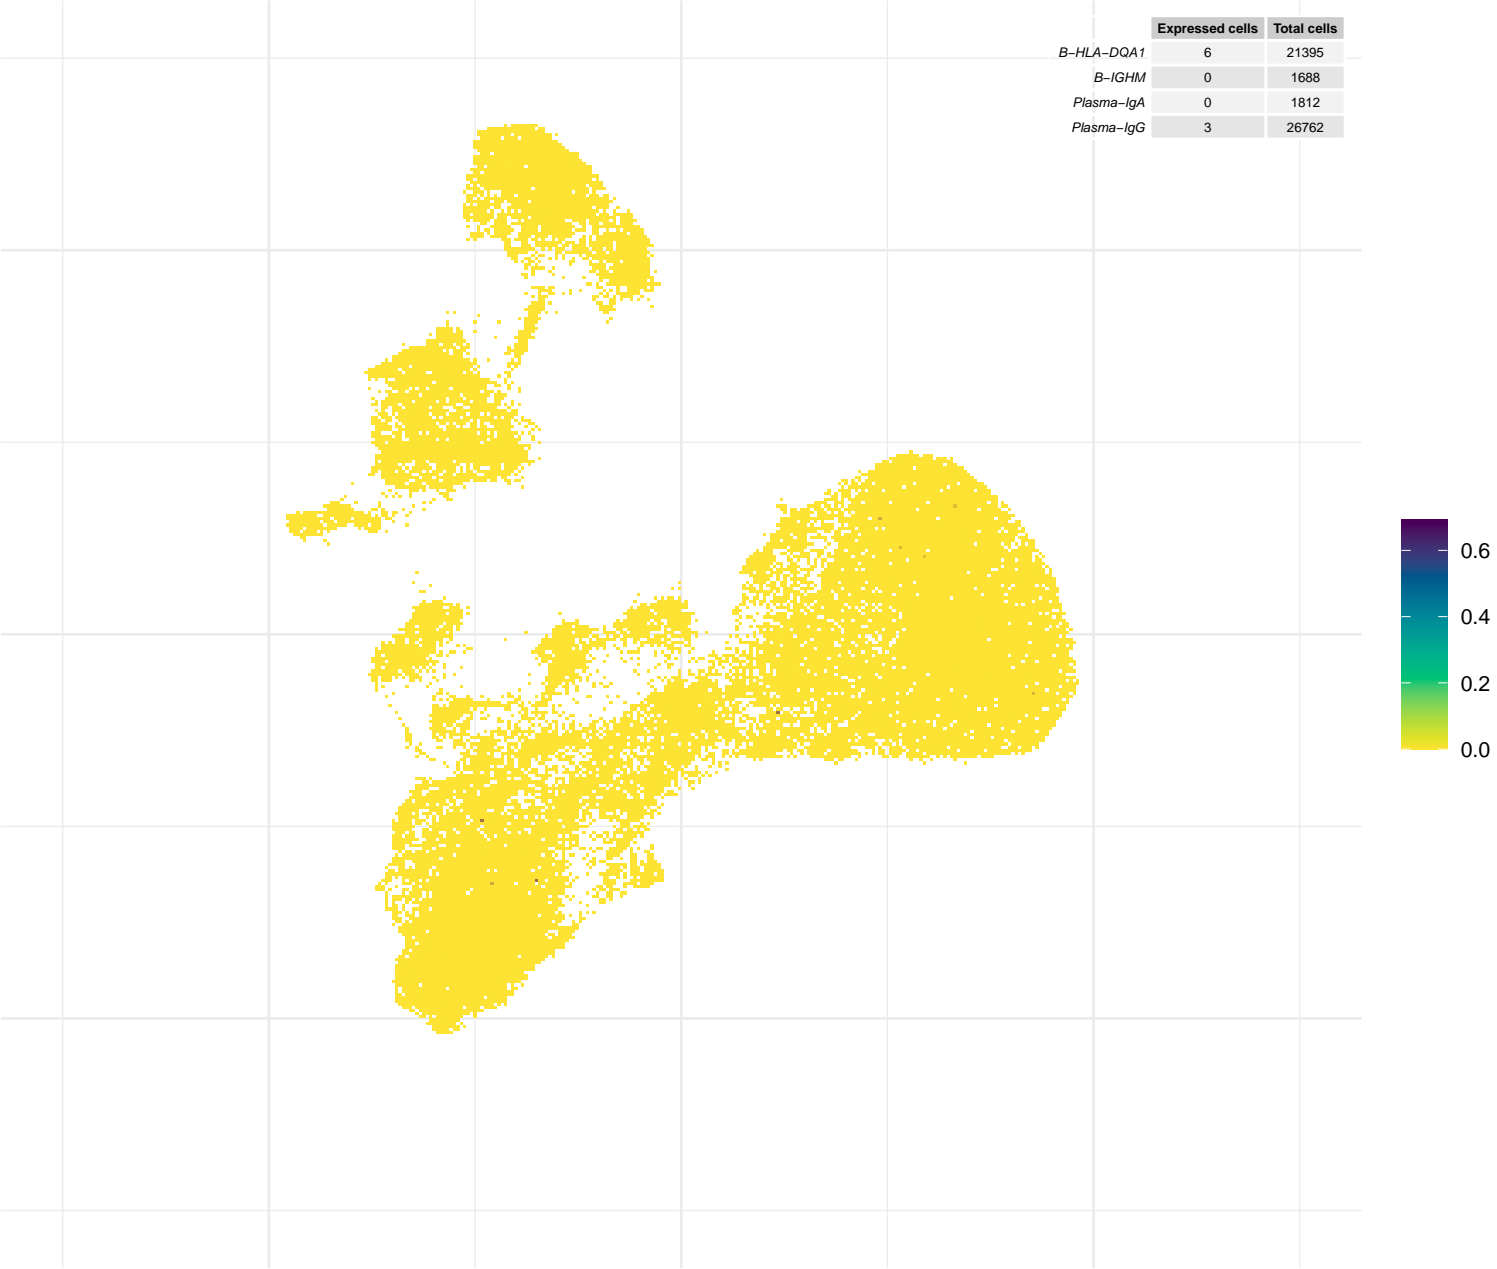 Expressed cells Total cells
B−HLA−DQA1 6 21395
B−IGHM 0 1688
Plasma−IgA 0 1812
Plasma−IgG 3 26762
0.6
0.4
0.2
0.0